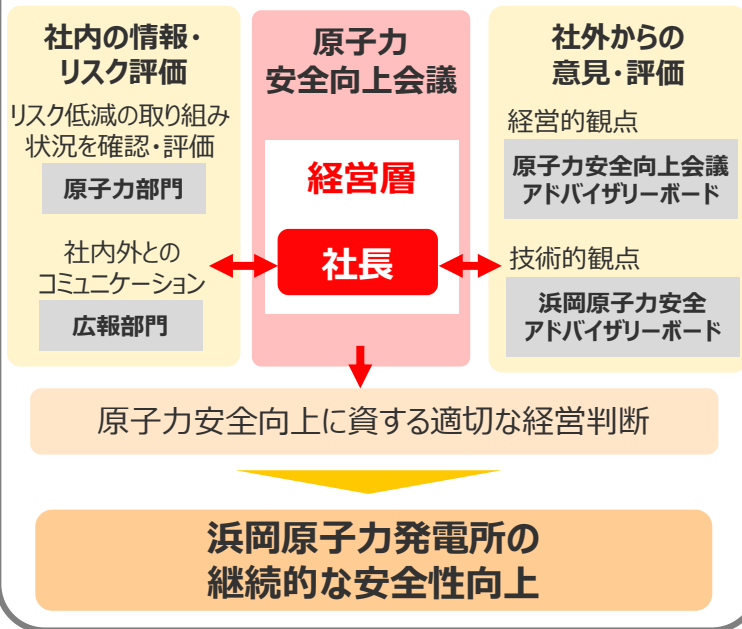 社内の情報・
リスク評価
リスク低減の取り組み
状況を確認・評価
原子力部門
社内外との
コミュニケーション
広報部門
原子力
安全向上会議
経営層
社長
社外からの
意見・評価
経営的観点
原子力安全向上会議
アドバイザリーボード
技術的観点
浜岡原子力安全
アドバイザリーボード
原子力安全向上に資する適切な経営判断
浜岡原子力発電所の
継続的な安全性向上